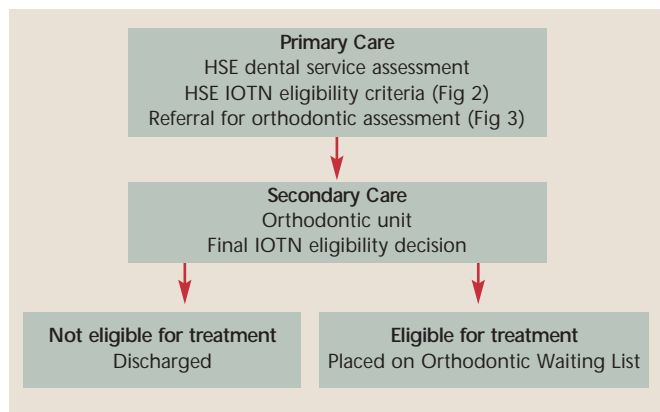 Primary Care
HSE dental service assessment
HSE IOTN eligibility criteria (Fig 2)
Referral for orthodontic assessment (Fig 3)
Secondary Care
Orthodontic unit
Final IOTN eligibility decision
Not eligible for treatment
Discharged
Eligible for treatment
Placed on Orthodontic Waiting List